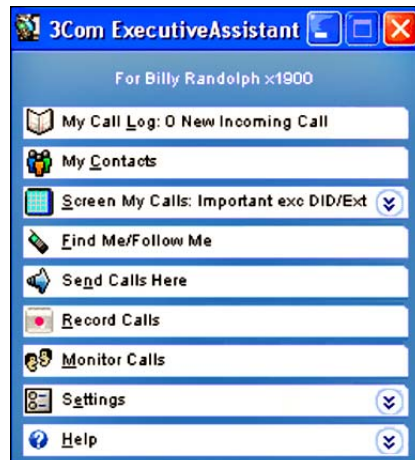 3Com ExecutiveAssistant
For Billy Randolph x1900
My Call Log: 0 New Incoming Call
My Contacts
Screen My Calls: Important exc DID/Ext
Find Me/Follow Me
Send Calls Here
Record Calls
Monitor Calls
Settings
Help